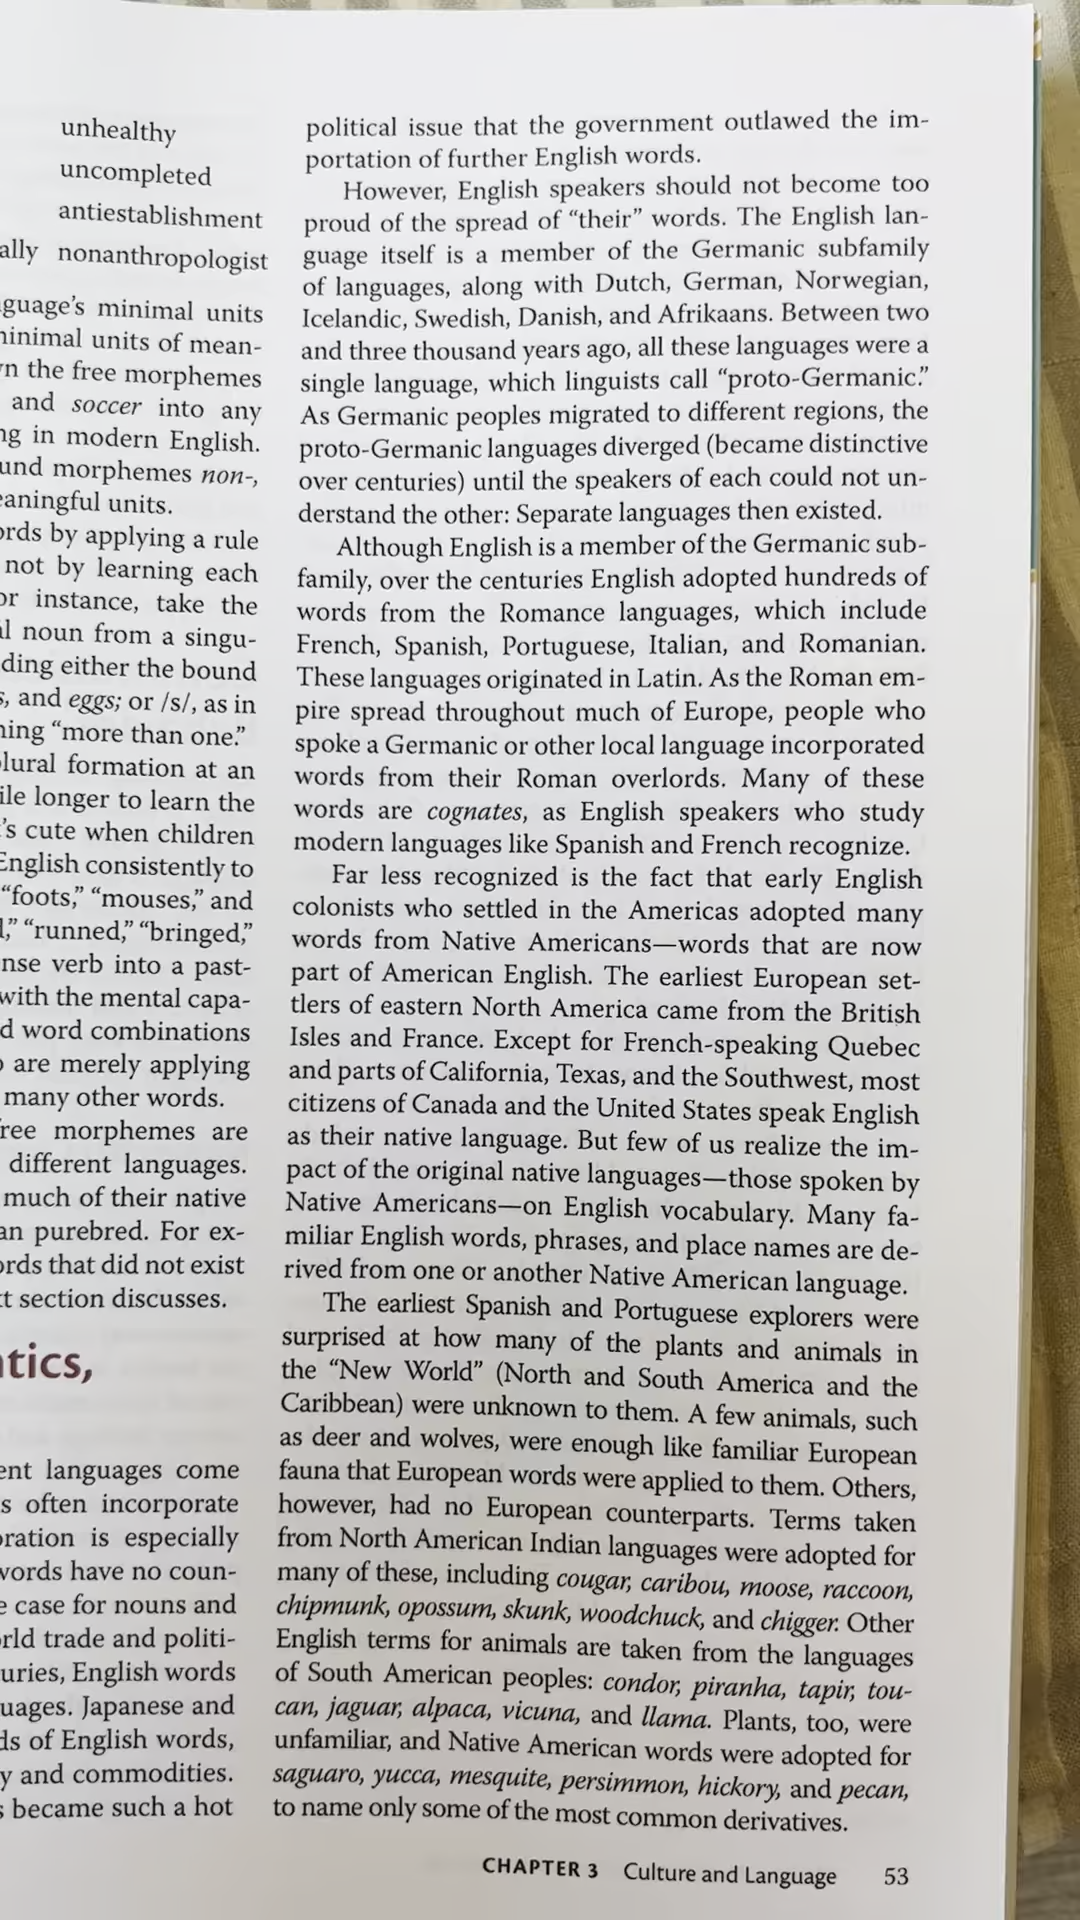 unhealthy
uncompleted
antiestablishment
nonanthropologist
guage's minimal units
minimal units of mean-
n the free morphemes
and soccer into any
ng in modern English.
und morphemes non-,
eaningful units.
ords by applying a rule
not by learning each
or instance, take the
al noun from a singu-
ding either the bound
s, and eggs; or /s/, as in
ning “more than one.”
lural formation at an
ile longer to learn the
's cute when children
English consistently to
“foots,” “mouses,” and
,” “runned,” “bringed,”
nse verb into a past-
with the mental capa-
d word combinations
are merely applying
many other words.
ree morphemes are
different languages.
much of their native
an purebred. For ex-
ords that did not exist
t section discusses.
tics,
ent languages come
s often incorporate
oration is especially
words have no coun-
e case for nouns and
rld trade and politi-
uries, English words
uages. Japanese and
ds of English words,
y and commodities.
s became such a hot
political issue that the government outlawed the im-
portation of further English words.
However, English speakers should not become too
proud of the spread of “their” words. The English lan-
guage itself is a member of the Germanic subfamily
of languages, along with Dutch, German, Norwegian,
Icelandic, Swedish, Danish, and Afrikaans. Between two
and three thousand years ago, all these languages were a
single language, which linguists call “proto-Germanic.”
As Germanic peoples migrated to different regions, the
proto-Germanic languages diverged (became distinctive
over centuries) until the speakers of each could not un-
derstand the other: Separate languages then existed.
Although English is a member of the Germanic sub-
family, over the centuries English adopted hundreds of
words from the Romance languages, which include
French, Spanish, Portuguese, Italian, and Romanian.
These languages originated in Latin. As the Roman em-
pire spread throughout much of Europe, people who
spoke a Germanic or other local language incorporated
words from their Roman overlords. Many of these
words are cognates, as English speakers who study
modern languages like Spanish and French recognize.
Far less recognized is the fact that early English
colonists who settled in the Americas adopted many
words from Native Americans—words that are now
part of American English. The earliest European set-
tlers of eastern North America came from the British
Isles and France. Except for French-speaking Quebec
and parts of California, Texas, and the Southwest, most
citizens of Canada and the United States speak English
as their native language. But few of us realize the im-
pact of the original native languages—those spoken by
Native Americans—on English vocabulary. Many fa-
miliar English words, phrases, and place names are de-
rived from one or another Native American language.
The earliest Spanish and Portuguese explorers were
surprised at how many of the plants and animals in
the “New World” (North and South America and the
Caribbean) were unknown to them. A few animals, such
as deer and wolves, were enough like familiar European
fauna that European words were applied to them. Others,
however, had no European counterparts. Terms taken
from North American Indian languages were adopted for
many of these, including cougar, caribou, moose, raccoon,
chipmunk, opossum, skunk, woodchuck, and chigger. Other
English terms for animals are taken from the languages
of South American peoples: condor, piranha, tapir, tou-
can, jaguar, alpaca, vicuna, and llama. Plants, too, were
unfamiliar, and Native American words were adopted for
saguaro, yucca, mesquite, persimmon, hickory, and pecan,
to name only some of the most common derivatives.
CHAPTER 3 Culture and Language 53